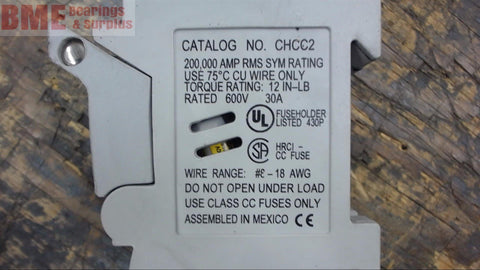 BME bearings
& surplus
CATALOG NO. CHCC2
200,000 AMP RMS SYM RATING
USE 75°C CU WIRE ONLY
TORQUE RATING: 12 IN-LB
RATED 600V 30A
UL FUSEHOLDER
LISTED 430P
SA HRCI-
CC FUSE
WIRE RANGE: #8 - 18 AWG
DO NOT OPEN UNDER LOAD
USE CLASS CC FUSES ONLY
ASSEMBLED IN MEXICO CE